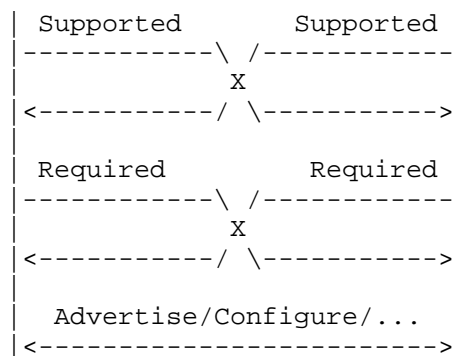 | Supported       Supported
|------------\ /------------
|             X
|<-----------/ \----------->
|
| Required         Required
|------------\ /------------
|             X
|<-----------/ \----------->
|
|  Advertise/Configure/...
|<------------------------->